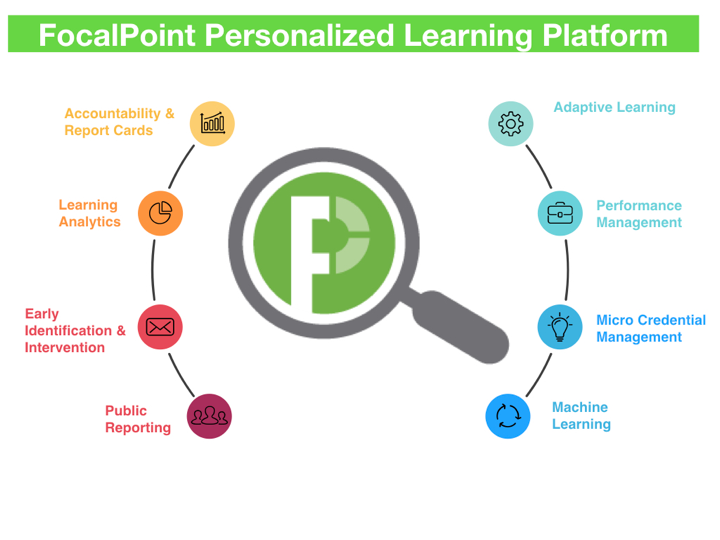 FocalPoint Personalized Learning Platform
Accountability &
Report Cards
Learning
Analytics
Early
Identification &
Intervention
Public
Reporting
Adaptive Learning
Performance
Management
Micro Credential
Management
Machine
Learning